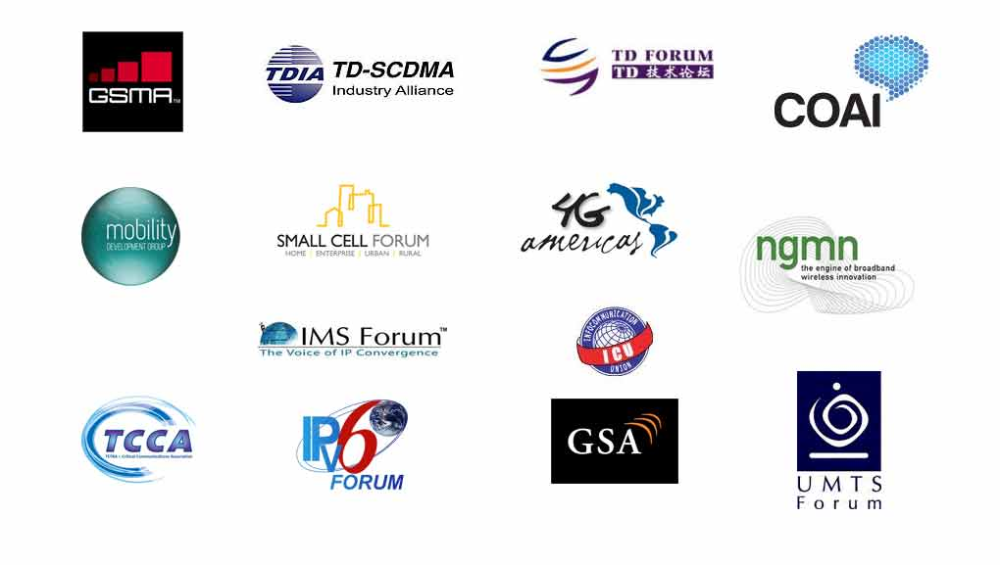 GSMA™
TDIA TD-SCDMA
Industry Alliance
TD FORUM
TD 技术论坛
COAI
mobility
DEVELOPMENT GROUP
SMALL CELL FORUM
HOME | ENTERPRISE | URBAN | RURAL
4G
americas
ngmn
the engine of broadband
wireless innovation
IMS Forum™
The Voice of IP Convergence
INFOCOMMUNICATION
ICU
UNION
TCCA
TETRA + Critical Communications Association
IPv6
FORUM
GSA
UMTS
Forum